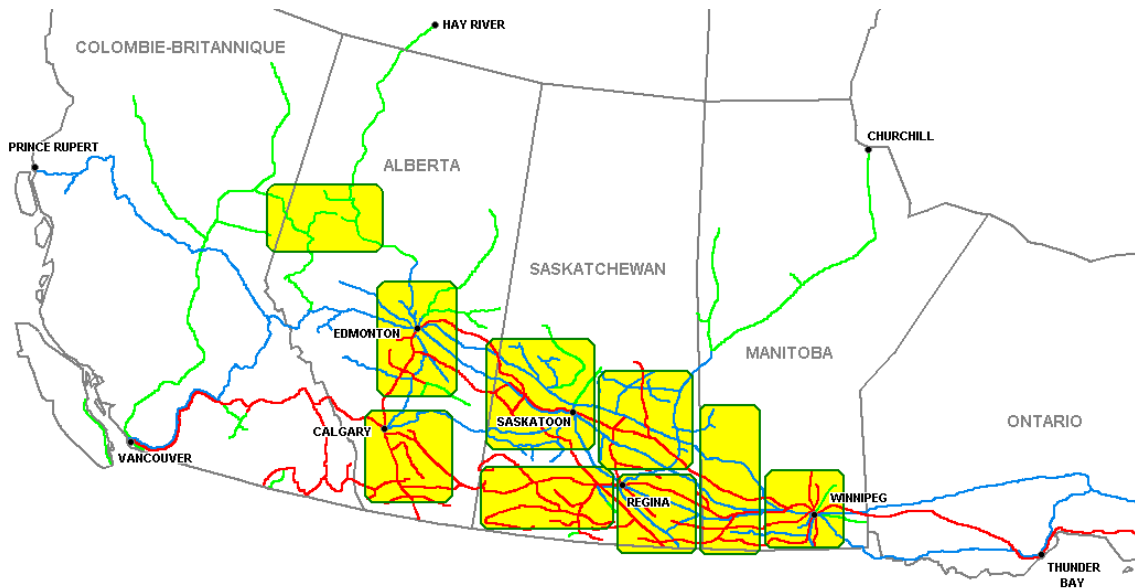 HAY RIVER
COLOMBIE-BRITANNIQUE
CHURCHILL
PRINCE RUPERT
ALBERTA
SASKATCHEWAN
EDMONTON
MANITOBA
SASKATOON
ONTARIO
CALGARY
VANCOUVER
REGINA
WINNIPEG
THUNDER
BAY